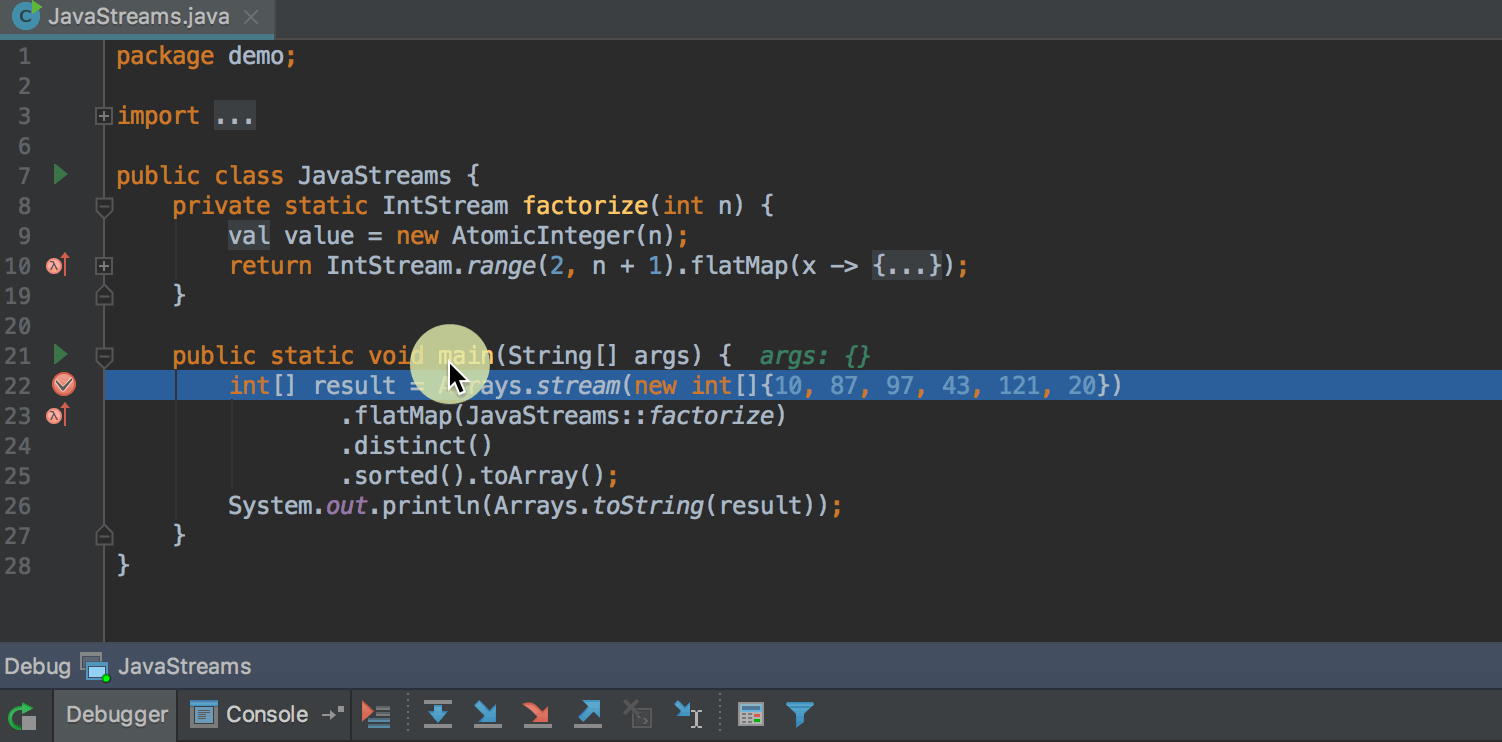 JavaStreams.java
1 package demo;
2
3 import ...
6
7 public class JavaStreams {
8 private static IntStream factorize(int n) {
9 val value = new AtomicInteger(n);
10 return IntStream.range(2, n + 1).flatMap(x -> {...});
19 }
20
21 public static void main(String[] args) { args: {}
22 int[] result = Arrays.stream(new int[]{10, 87, 97, 43, 121, 20})
23 .flatMap(JavaStreams::factorize)
24 .distinct()
25 .sorted().toArray();
26 System.out.println(Arrays.toString(result));
27 }
28 }
Debug JavaStreams
Debugger Console